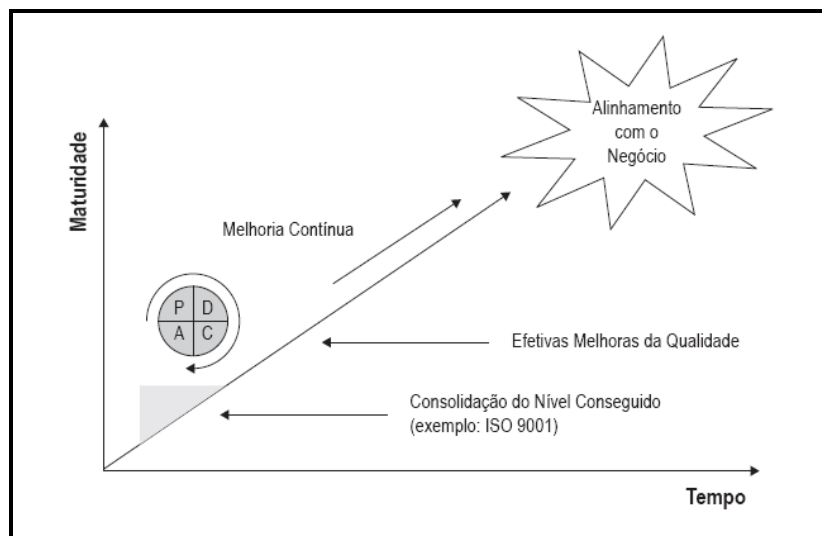 Alinhamento
com o
Negócio
Maturidade
Melhoria Contínua
P D
A C
Efetivas Melhoras da Qualidade
Consolidação do Nível Conseguido
(exemplo: ISO 9001)
Tempo